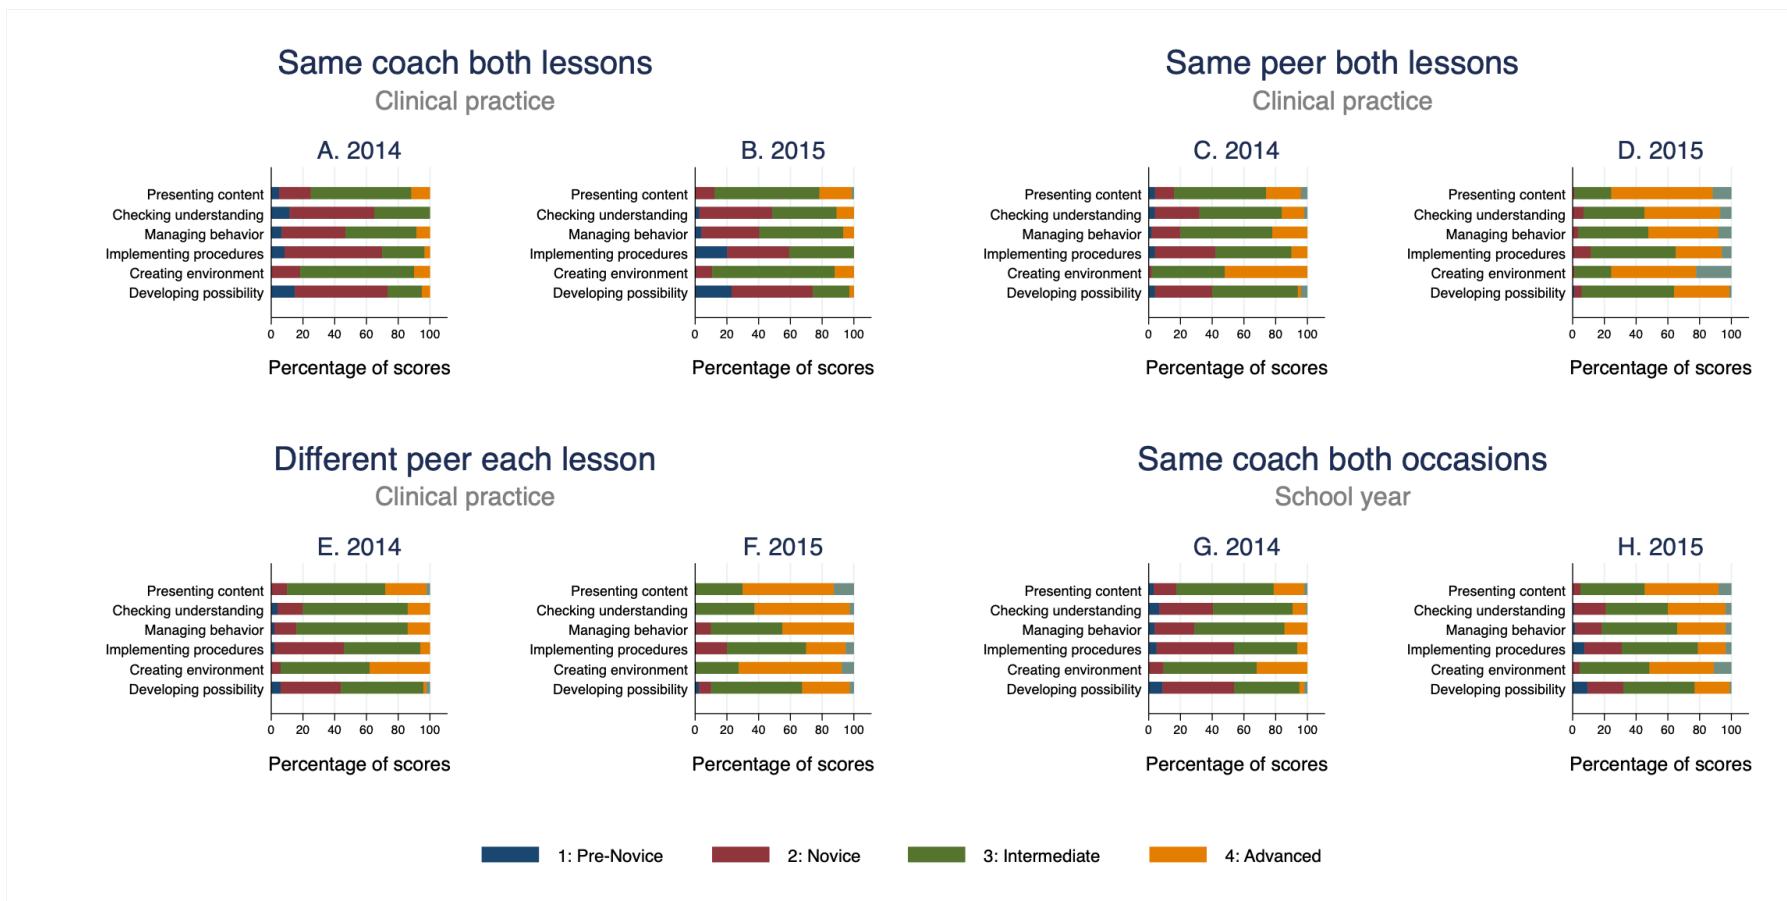 Same coach both lessons
Clinical practice
A. 2014
Presenting content
Checking understanding
Managing behavior
Implementing procedures
Creating environment
Developing possibility
0 20 40 60 80 100
Percentage of scores
B. 2015
Presenting content
Checking understanding
Managing behavior
Implementing procedures
Creating environment
Developing possibility
0 20 40 60 80 100
Percentage of scores
Same peer both lessons
Clinical practice
C. 2014
Presenting content
Checking understanding
Managing behavior
Implementing procedures
Creating environment
Developing possibility
0 20 40 60 80 100
Percentage of scores
D. 2015
Presenting content
Checking understanding
Managing behavior
Implementing procedures
Creating environment
Developing possibility
0 20 40 60 80 100
Percentage of scores
Different peer each lesson
Clinical practice
E. 2014
Presenting content
Checking understanding
Managing behavior
Implementing procedures
Creating environment
Developing possibility
0 20 40 60 80 100
Percentage of scores
F. 2015
Presenting content
Checking understanding
Managing behavior
Implementing procedures
Creating environment
Developing possibility
0 20 40 60 80 100
Percentage of scores
Same coach both occasions
School year
G. 2014
Presenting content
Checking understanding
Managing behavior
Implementing procedures
Creating environment
Developing possibility
0 20 40 60 80 100
Percentage of scores
H. 2015
Presenting content
Checking understanding
Managing behavior
Implementing procedures
Creating environment
Developing possibility
0 20 40 60 80 100
Percentage of scores
1: Pre-Novice 2: Novice 3: Intermediate 4: Advanced